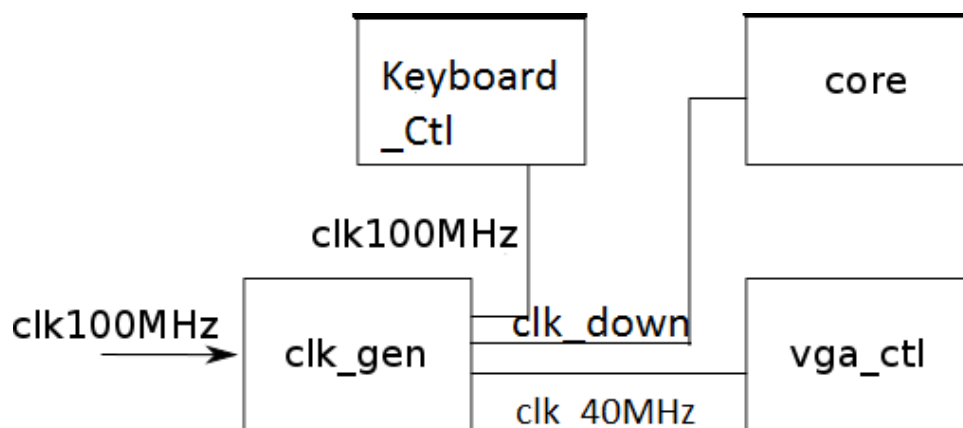 Keyboard
_Ctl
core
clk100MHz
clk100MHz
clk_gen
clk_down
vga_ctl
clk_40MHz